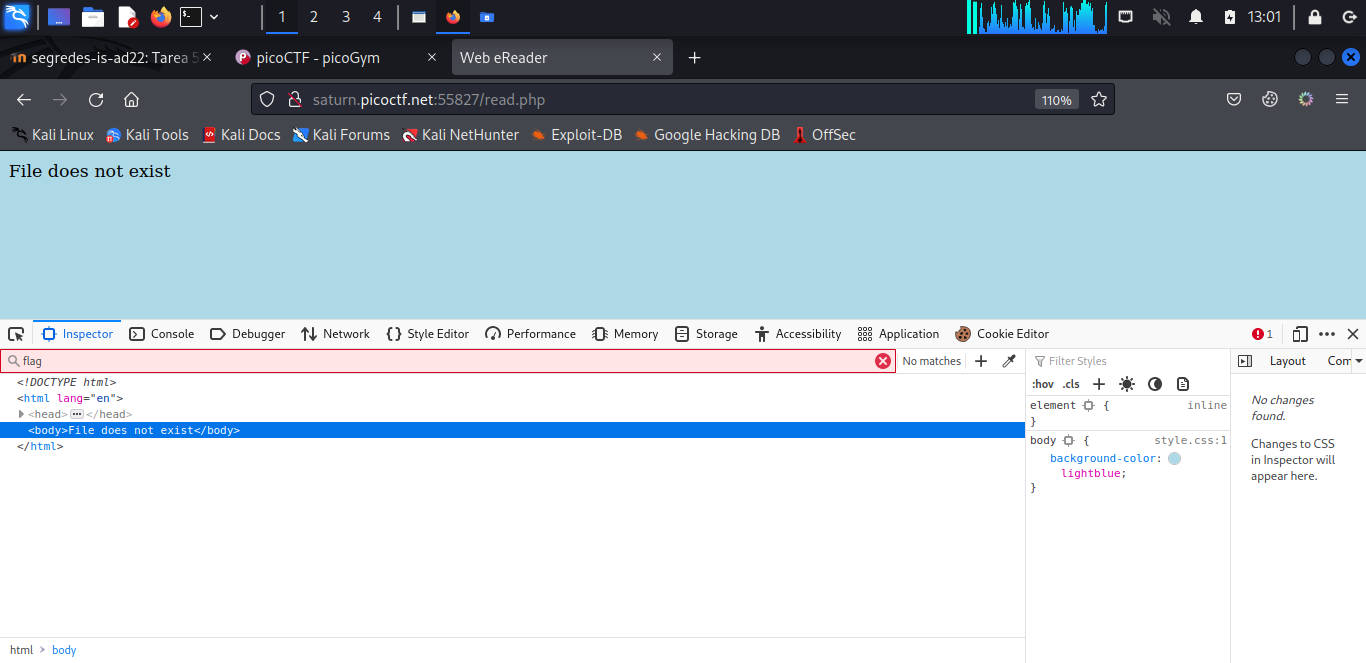 1 2 3 4 13:01
segredes-is-ad22: Tarea 5 picoCTF - picoGym Web eReader
saturn.picoctf.net:55827/read.php 110%
Kali Linux Kali Tools Kali Docs Kali Forums Kali NetHunter Exploit-DB Google Hacking DB OffSec
File does not exist
Inspector Console Debugger Network Style Editor Performance Memory Storage Accessibility Application Cookie Editor 1
flag No matches Filter Styles Layout Com
:hov .cls
<!DOCTYPE html>
<html lang="en">
<head> ••• </head>
<body>File does not exist</body>
</html>
element { inline
}
body { style.css:1
background-color:
lightblue;
}
No changes
found.
Changes to CSS
in Inspector will
appear here.
html > body